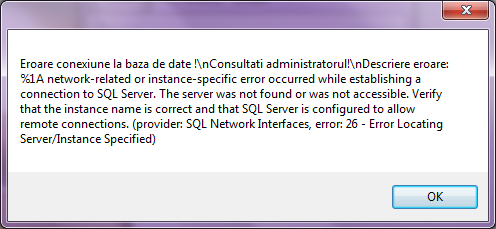 Eroare conexiune la baza de date !\nConsultati administratorul!\nDescriere eroare:
%1A network-related or instance-specific error occurred while establishing a
connection to SQL Server. The server was not found or was not accessible. Verify
that the instance name is correct and that SQL Server is configured to allow
remote connections. (provider: SQL Network Interfaces, error: 26 - Error Locating
Server/Instance Specified)
OK